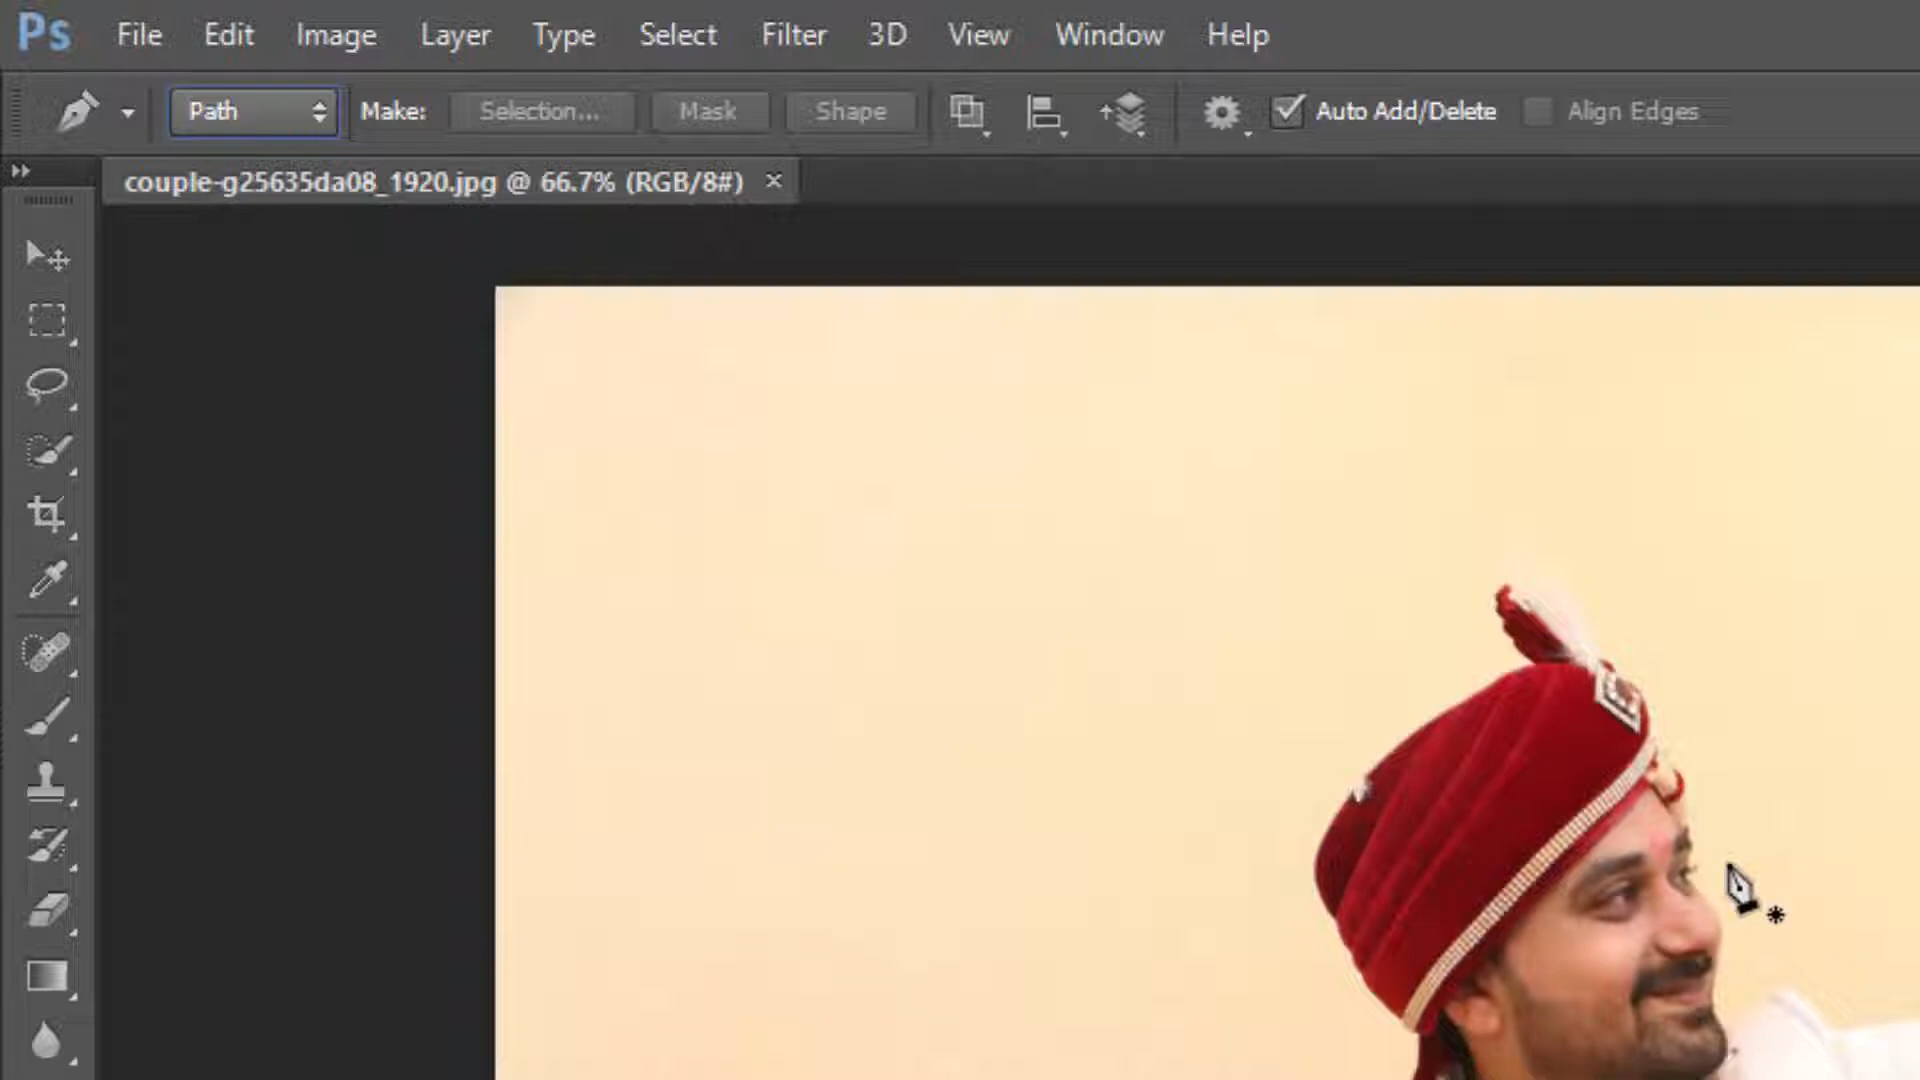 Ps File Edit Image Layer Type Select Filter 3D View Window Help
Path Make: Selection... Mask Shape Auto Add/Delete Align Edges
couple-g25635da08_1920.jpg @ 66.7% (RGB/8#) ×